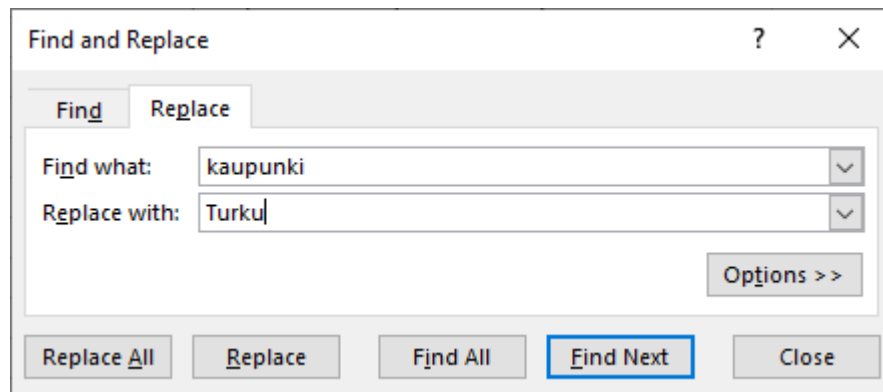 Find and Replace ?
Find Replace
Find what: kaupunki
Replace with: Turku
Options >>
Replace All Replace Find All Find Next Close